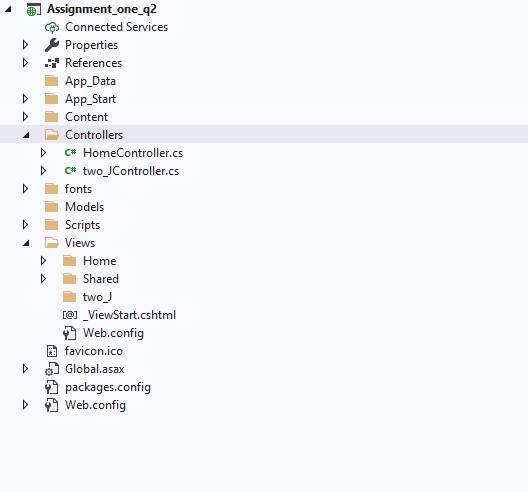 Assignment_one_q2
Connected Services
Properties
References
App_Data
App_Start
Content
Controllers
C# HomeController.cs
C# two_JController.cs
fonts
Models
Scripts
Views
Home
Shared
two_J
[@] _ViewStart.cshtml
Web.config
favicon.ico
Global.asax
packages.config
Web.config